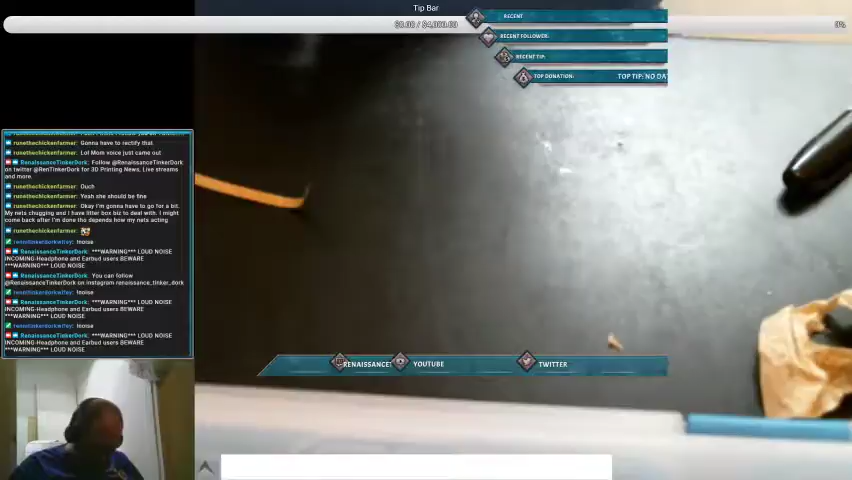 Tip Bar
$0.00 / $4,000.00
0%
RECENT
RECENT FOLLOWER:
RECENT TIP:
TOP DONATION:
TOP TIP: NO DA
runethechickenfarmer: Gonna have to rectify that
runethechickenfarmer: Lol Mom voice just came out
RenaissanceTinkerDork: Follow @RenaissanceTinkerDork
on twitter @RenTinkerDork for 3D Printing News, Live streams
and more.
runethechickenfarmer: Ouch
runethechickenfarmer: Yeah she should be fine
runethechickenfarmer: Okay I'm gonna have to go for a bit.
My nets chugging and I have litter box biz to deal with. I might
come back after I'm done tho depends how my nets acting
runethechickenfarmer:
renntinkerdorkwifey: !noise
RenaissanceTinkerDork: ***WARNING*** LOUD NOISE
INCOMING-Headphone and Earbud users BEWARE
***WARNING*** LOUD NOISE
RenaissanceTinkerDork: You can follow
@RenaissanceTinkerDork on instagram renaissance_tinker_dork
renntinkerdorkwifey: !noise
RenaissanceTinkerDork: ***WARNING*** LOUD NOISE
INCOMING-Headphone and Earbud users BEWARE
***WARNING*** LOUD NOISE
renntinkerdorkwifey: !noise
RenaissanceTinkerDork: ***WARNING*** LOUD NOISE
INCOMING-Headphone and Earbud users BEWARE
***WARNING*** LOUD NOISE
RENAISSANCE
YOUTUBE
TWITTER